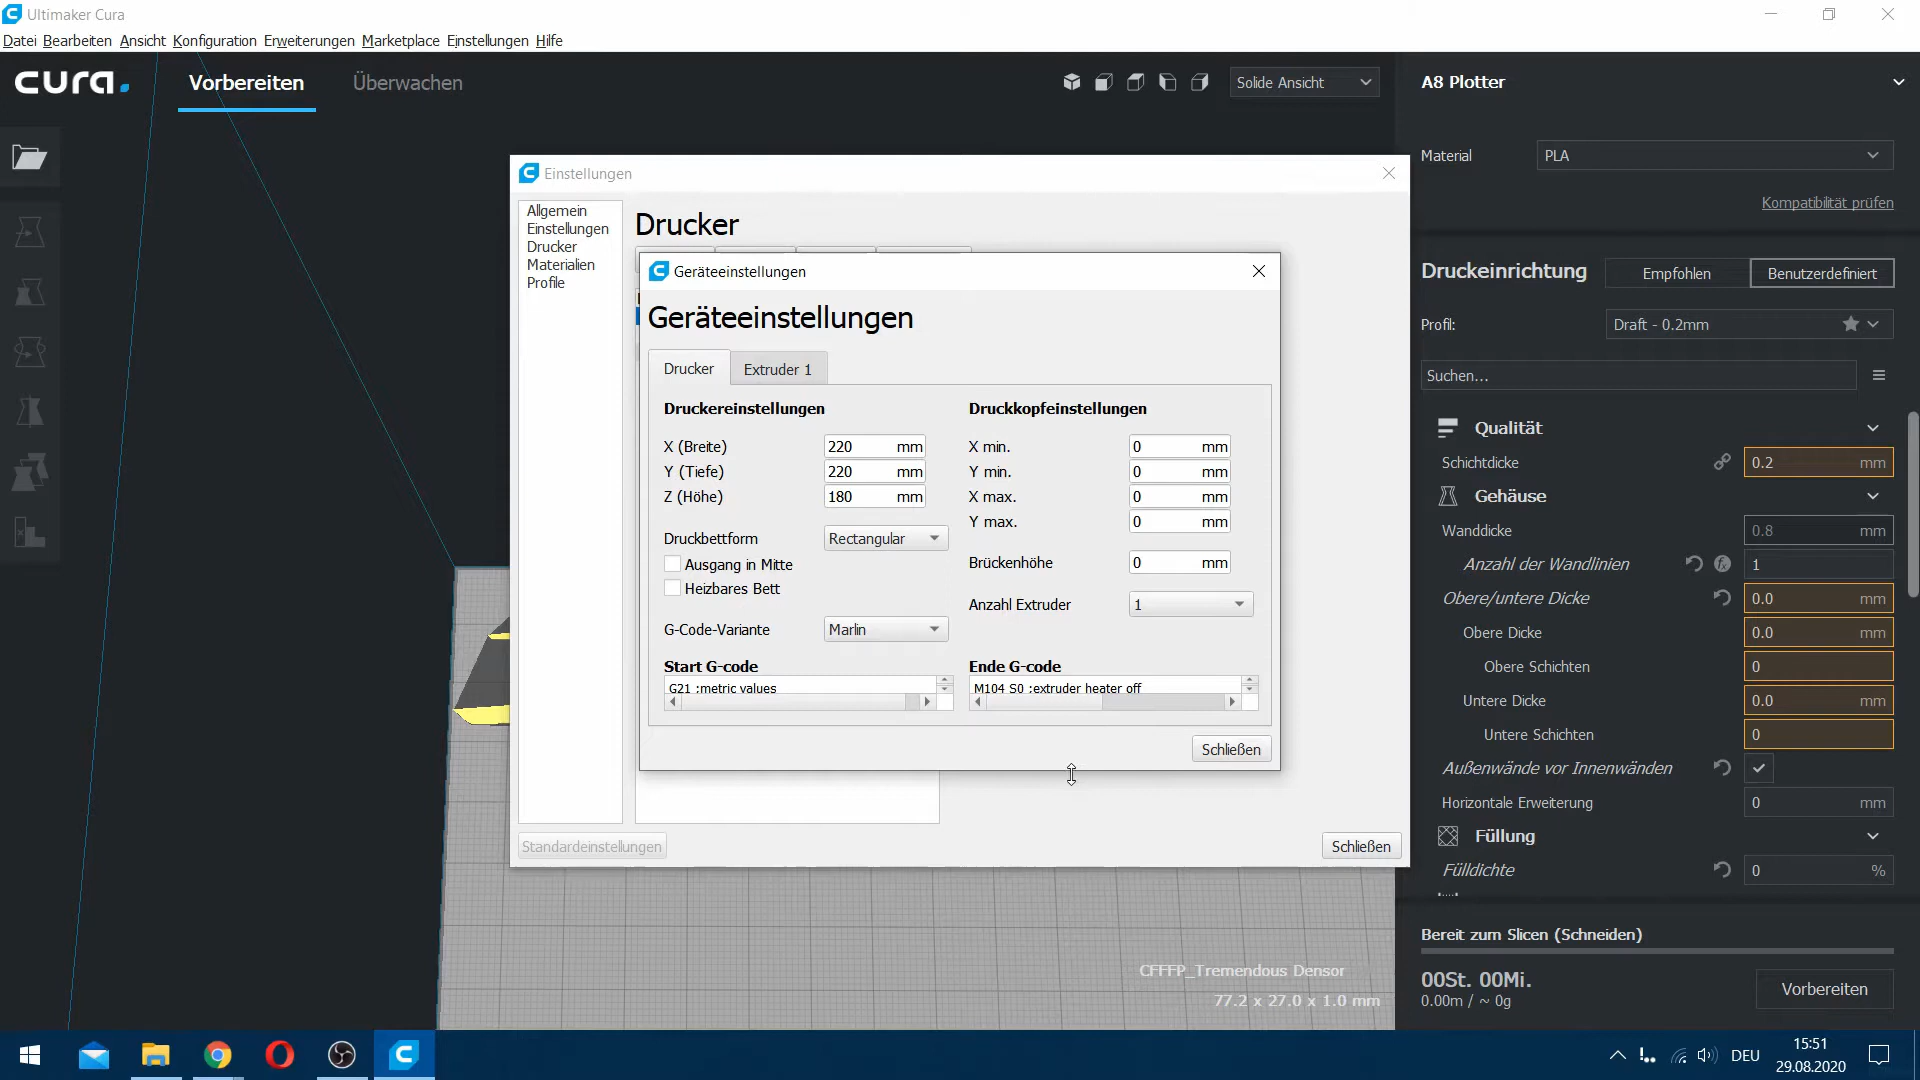 Ultimaker Cura
Datei Bearbeiten Ansicht Konfiguration Erweiterungen Marketplace Einstellungen Hilfe
cura.
Vorbereiten
Überwachen
Solide Ansicht
A8 Plotter
Material
PLA
Kompatibilität prüfen
Druckeinrichtung
Empfohlen
Benutzerdefiniert
Profil:
Draft - 0.2mm
Suchen...
Qualität
Schichtdicke
0.2 mm
Gehäuse
Wanddicke
0.8 mm
Anzahl der Wandlinien
1
Obere/untere Dicke
0.0 mm
Obere Dicke
0.0 mm
Obere Schichten
0
Untere Dicke
0.0 mm
Untere Schichten
0
Außenwände vor Innenwänden
Horizontale Erweiterung
0 mm
Füllung
Fülldichte
0 %
Bereit zum Slicen (Schneiden)
00St. 00Mi.
0.00m / ~ 0g
Vorbereiten
Einstellungen
Allgemein
Einstellungen
Drucker
Materialien
Profile
Drucker
Geräteeinstellungen
Geräteeinstellungen
Drucker
Extruder 1
Druckereinstellungen
X (Breite)
220 mm
Y (Tiefe)
220 mm
Z (Höhe)
180 mm
Druckbettform
Rectangular
Ausgang in Mitte
Heizbares Bett
G-Code-Variante
Marlin
Start G-code
G21 ;metric values
Druckkopfeinstellungen
X min.
0 mm
Y min.
0 mm
X max.
0 mm
Y max.
0 mm
Brückenhöhe
0 mm
Anzahl Extruder
1
Ende G-code
M104 S0 ;extruder heater off
Schließen
Standardeinstellungen
Schließen
CFFFP_Tremendous Densor
77.2 x 27.0 x 1.0 mm
DEU
15:51
29.08.2020